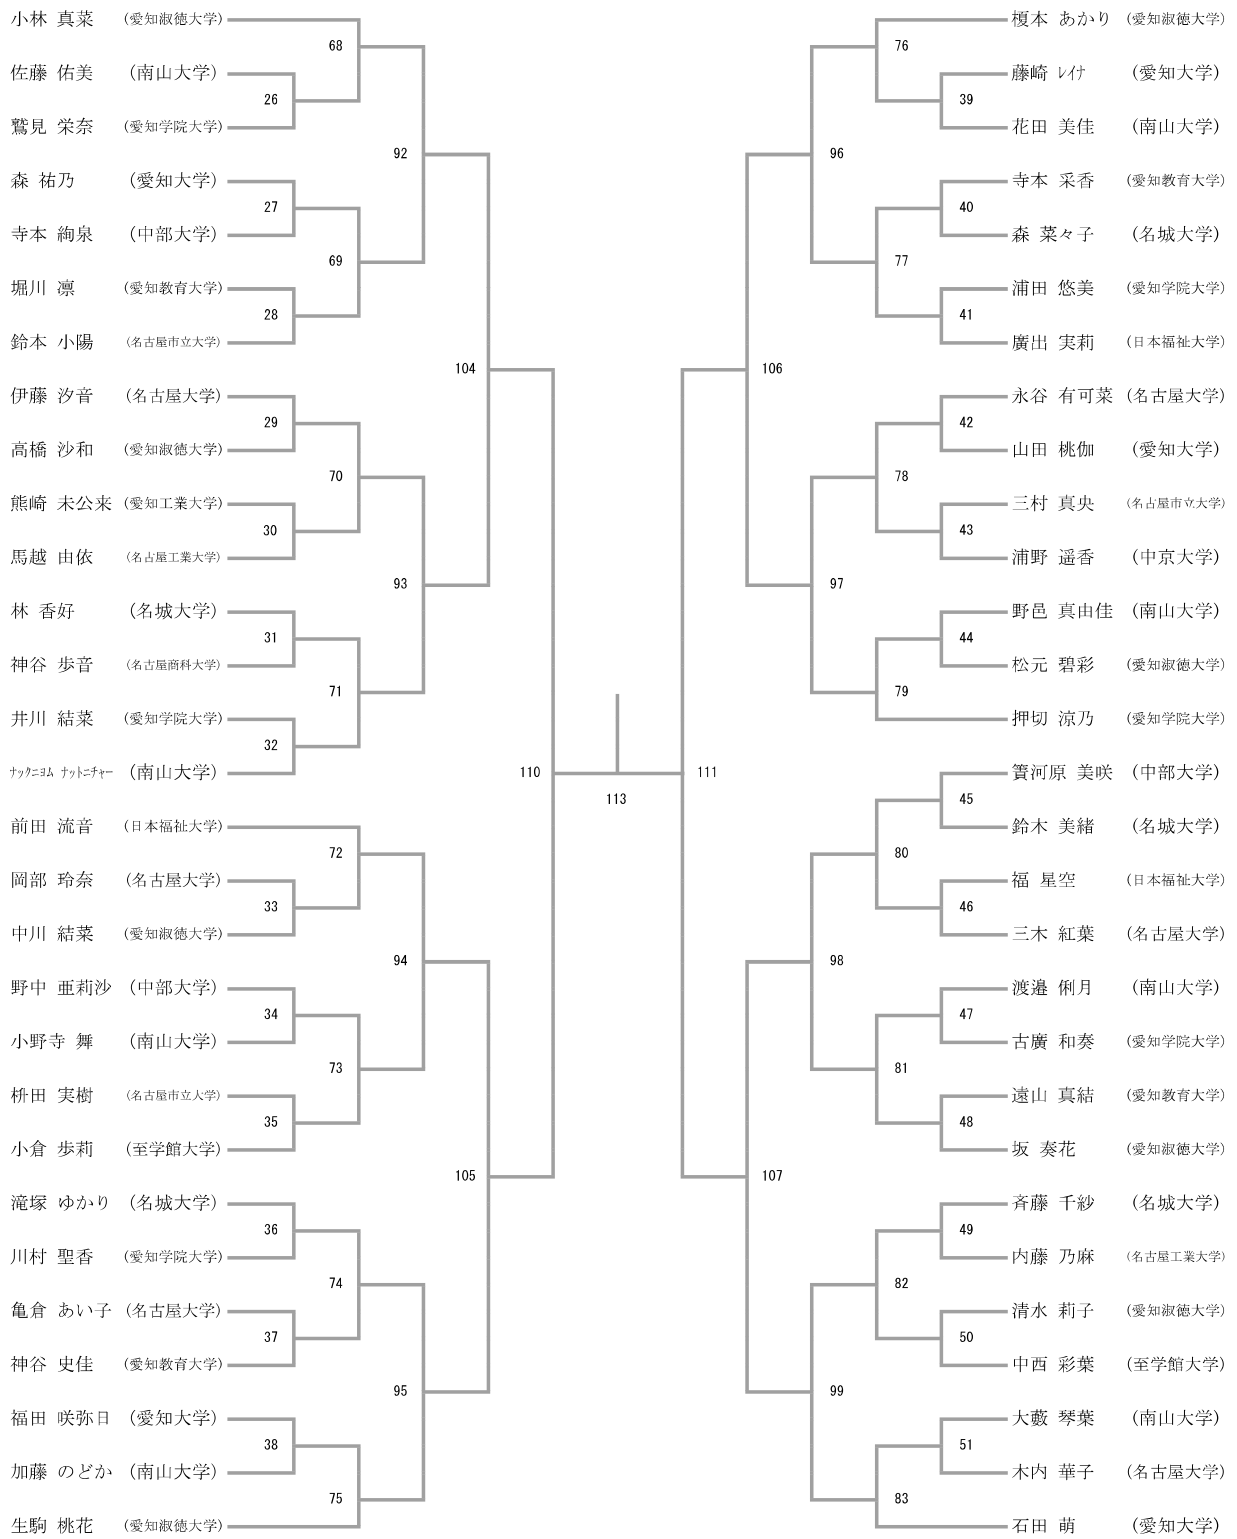 小林 真菜 (愛知淑徳大学)
68
佐藤 佑美 (南山大学)
26
鷲見 栄奈 (愛知学院大学)
92
森 祐乃 (愛知大学)
27
寺本 絢泉 (中部大学)
69
堀川 凛 (愛知教育大学)
28
鈴本 小陽 (名古屋市立大学)
104
伊藤 汐音 (名古屋大学)
29
高橋 沙和 (愛知淑徳大学)
70
熊崎 未公来 (愛知工業大学)
30
馬越 由依 (名古屋工業大学)
93
林 香好 (名城大学)
31
神谷 歩音 (名古屋商科大学)
71
井川 結菜 (愛知学院大学)
32
ナックニヨム ナットニチャー (南山大学)
110
前田 流音 (日本福祉大学)
72
岡部 玲奈 (名古屋大学)
33
中川 結菜 (愛知淑徳大学)
94
野中 亜莉沙 (中部大学)
34
小野寺 舞 (南山大学)
73
枡田 実樹 (名古屋市立大学)
35
小倉 歩莉 (至学館大学)
105
滝塚 ゆかり (名城大学)
36
川村 聖香 (愛知学院大学)
74
亀倉 あい子 (名古屋大学)
37
神谷 史佳 (愛知教育大学)
95
福田 咲弥日 (愛知大学)
38
加藤 のどか (南山大学)
75
生駒 桃花 (愛知淑徳大学)
113
榎本 あかり (愛知淑徳大学)
76
藤崎 レイナ (愛知大学)
39
花田 美佳 (南山大学)
96
寺本 采香 (愛知教育大学)
40
森 菜々子 (名城大学)
77
浦田 悠美 (愛知学院大学)
41
廣出 実莉 (日本福祉大学)
106
永谷 有可菜 (名古屋大学)
42
山田 桃伽 (愛知大学)
78
三村 真央 (名古屋市立大学)
43
浦野 遥香 (中京大学)
97
野邑 真由佳 (南山大学)
44
松元 碧彩 (愛知淑徳大学)
79
押切 涼乃 (愛知学院大学)
111
簀河原 美咲 (中部大学)
45
鈴木 美緒 (名城大学)
80
福 星空 (日本福祉大学)
46
三木 紅葉 (名古屋大学)
98
渡邉 俐月 (南山大学)
47
古廣 和奏 (愛知学院大学)
81
遠山 真結 (愛知教育大学)
48
坂 奏花 (愛知淑徳大学)
107
斉藤 千紗 (名城大学)
49
内藤 乃麻 (名古屋工業大学)
82
清水 莉子 (愛知淑徳大学)
50
中西 彩葉 (至学館大学)
99
大藪 琴葉 (南山大学)
51
木内 華子 (名古屋大学)
83
石田 萌 (愛知大学)